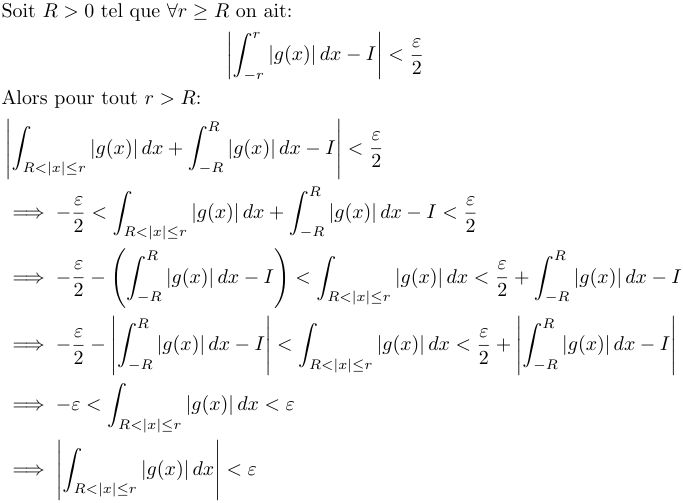 Soit $R > 0$ tel que $\forall r \geq R$ on ait:
$\left| \int_{-r}^{r} |g(x)| \, dx - I \right| < \frac{\varepsilon}{2}$
Alors pour tout $r > R$:
$\left| \int_{R<|x|\leq r} |g(x)| \, dx + \int_{-R}^{R} |g(x)| \, dx - I \right| < \frac{\varepsilon}{2}$
$\implies -\frac{\varepsilon}{2} < \int_{R<|x|\leq r} |g(x)| \, dx + \int_{-R}^{R} |g(x)| \, dx - I < \frac{\varepsilon}{2}$
$\implies -\frac{\varepsilon}{2} - \left( \int_{-R}^{R} |g(x)| \, dx - I \right) < \int_{R<|x|\leq r} |g(x)| \, dx < \frac{\varepsilon}{2} + \int_{-R}^{R} |g(x)| \, dx - I$
$\implies -\frac{\varepsilon}{2} - \left| \int_{-R}^{R} |g(x)| \, dx - I \right| < \int_{R<|x|\leq r} |g(x)| \, dx < \frac{\varepsilon}{2} + \left| \int_{-R}^{R} |g(x)| \, dx - I \right|$
$\implies -\varepsilon < \int_{R<|x|\leq r} |g(x)| \, dx < \varepsilon$
$\implies \left| \int_{R<|x|\leq r} |g(x)| \, dx \right| < \varepsilon$